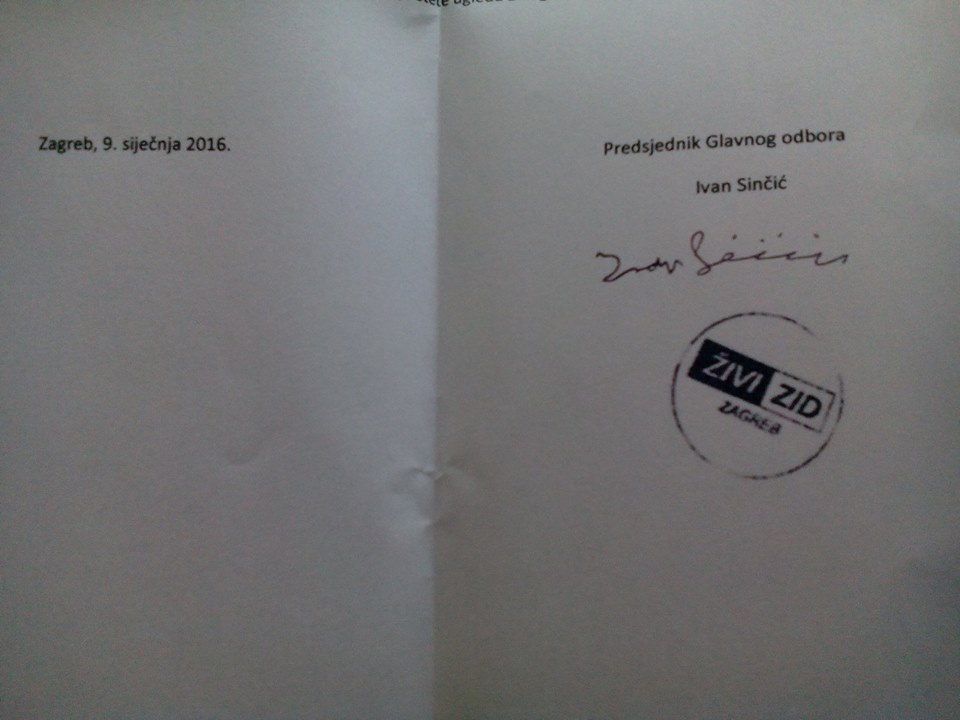 Zagreb, 9. siječnja 2016.
Predsjednik Glavnog odbora
Ivan Sinčić
ŽIVI ZID
ZAGREB